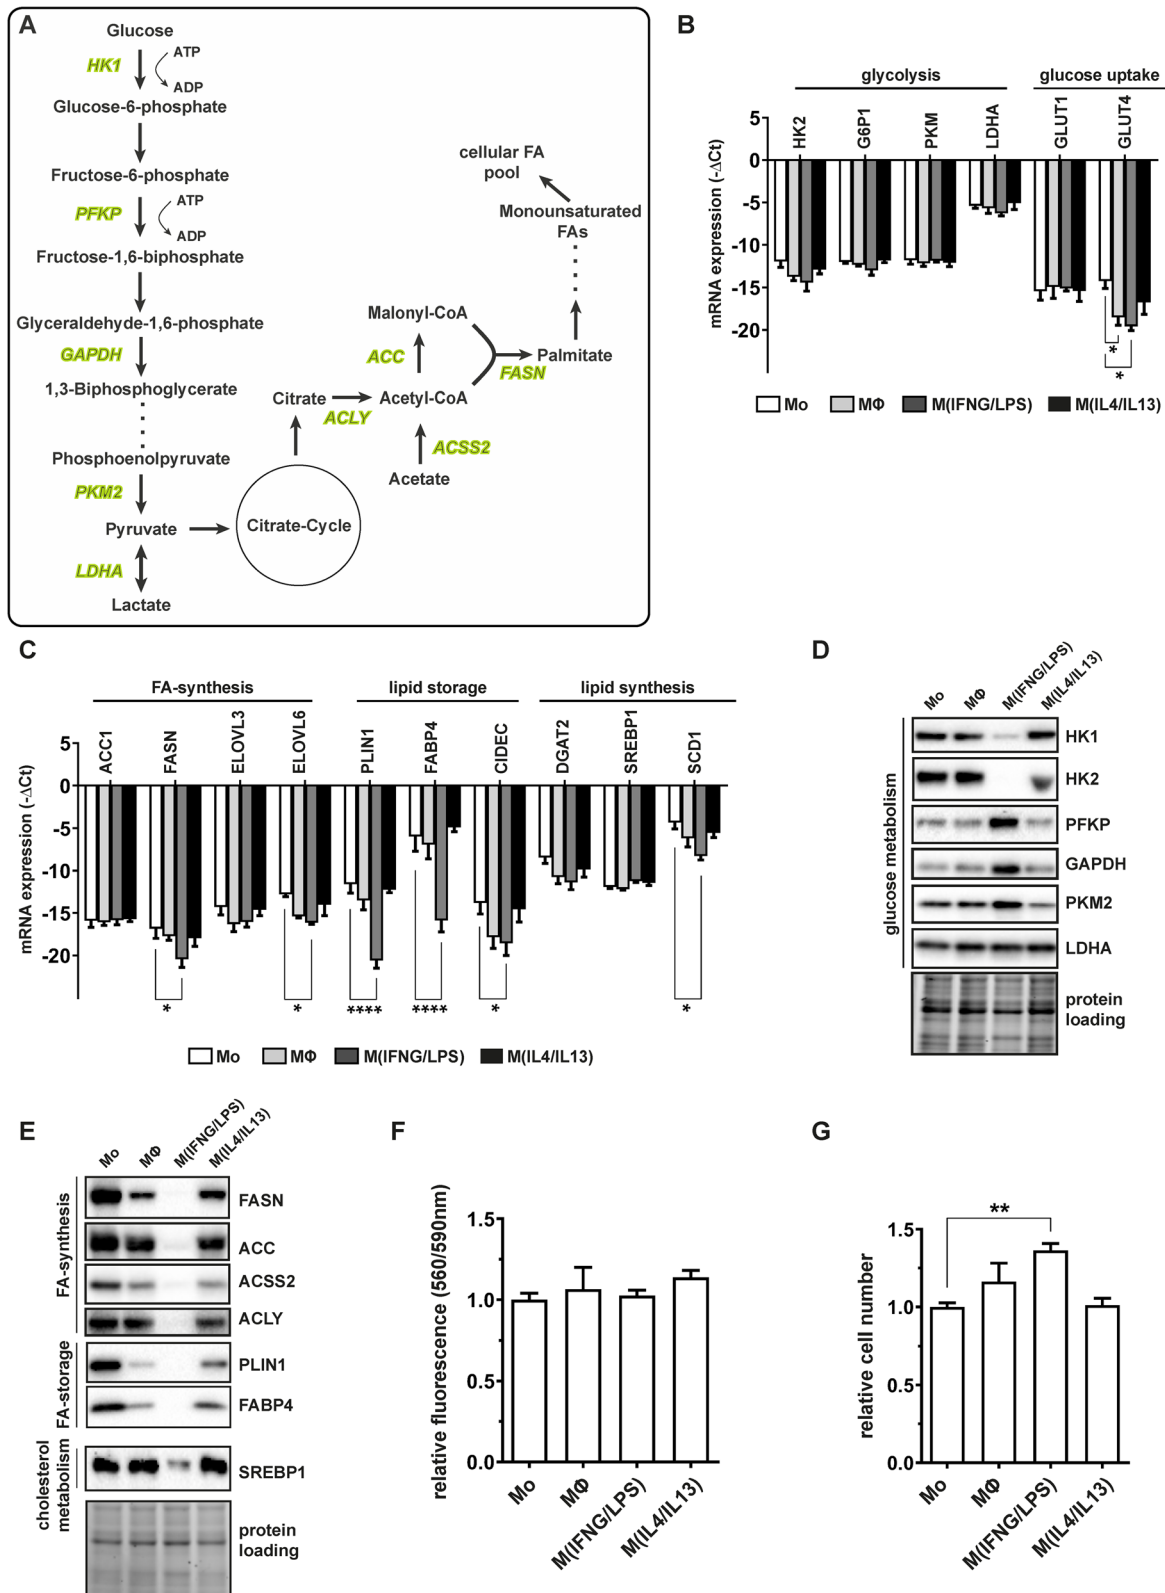 A
Glucose
HK1
ATP
ADP
Glucose-6-phosphate
Fructose-6-phosphate
PFKP
ATP
ADP
Fructose-1,6-biphosphate
Glyceraldehyde-1,6-phosphate
GAPDH
1,3-Biphosphoglycerate
Phosphoenolpyruvate
PKM2
Pyruvate
LDHA
Lactate
Citrate-Cycle
Citrate
ACLY
Acetyl-CoA
ACSS2
Acetate
ACC
Malonyl-CoA
FASN
Palmitate
Monounsaturated
FAs
cellular FA
pool
B
glycolysis
glucose uptake
HK2
G6P1
PKM
LDHA
GLUT1
GLUT4
mRNA expression (-ΔCt)
5
0
-5
-10
-15
-20
*
*
Mo
MΦ
M(IFNG/LPS)
M(IL4/IL13)
C
FA-synthesis
lipid storage
lipid synthesis
ACC1
FASN
ELOVL3
ELOVL6
PLIN1
FABP4
CIDEC
DGAT2
SREBP1
SCD1
mRNA expression (-ΔCt)
5
0
-5
-10
-15
-20
*
*
****
****
*
*
Mo
MΦ
M(IFNG/LPS)
M(IL4/IL13)
D
Mo
MΦ
M(IFNG/LPS)
M(IL4/IL13)
glucose metabolism
HK1
HK2
PFKP
GAPDH
PKM2
LDHA
protein
loading
E
Mo
MΦ
M(IFNG/LPS)
M(IL4/IL13)
FA-synthesis
FASN
ACC
ACSS2
ACLY
FA-storage
PLIN1
FABP4
cholesterol
metabolism
SREBP1
protein
loading
F
relative fluorescence (560/590nm)
1.5
1.0
0.5
0.0
Mo
MΦ
M(IFNG/LPS)
M(IL4/IL13)
G
relative cell number
1.5
1.0
0.5
0.0
**
Mo
MΦ
M(IFNG/LPS)
M(IL4/IL13)